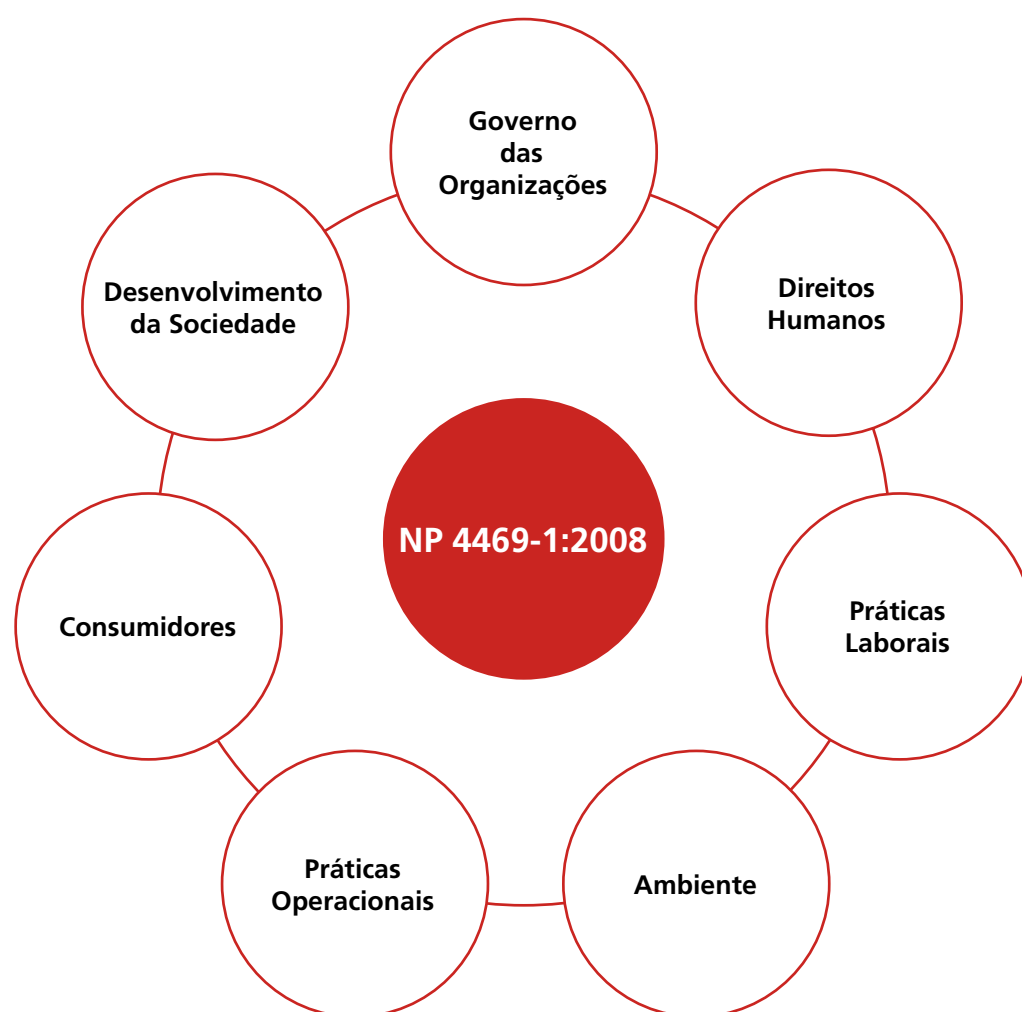 Governo
das
Organizações
Desenvolvimento
da Sociedade
Direitos
Humanos
NP 4469-1:2008
Consumidores
Práticas
Laborais
Práticas
Operacionais
Ambiente